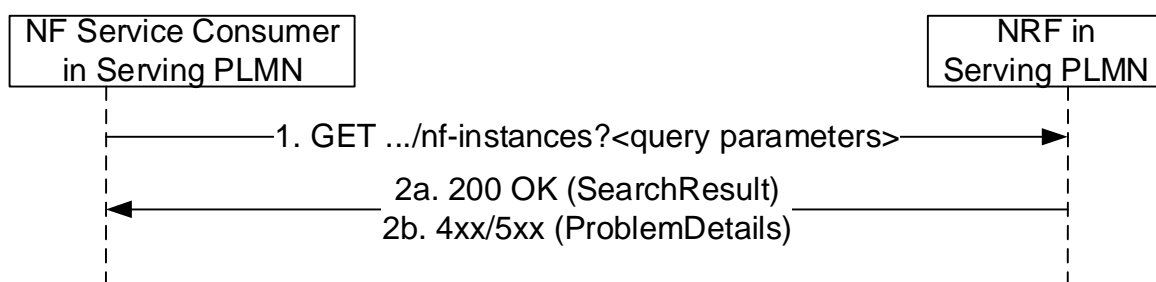 NF Service Consumer
in Serving PLMN
NRF in
Serving PLMN
1. GET .../nf-instances?<query parameters>
2a. 200 OK (SearchResult)
2b. 4xx/5xx (ProblemDetails)